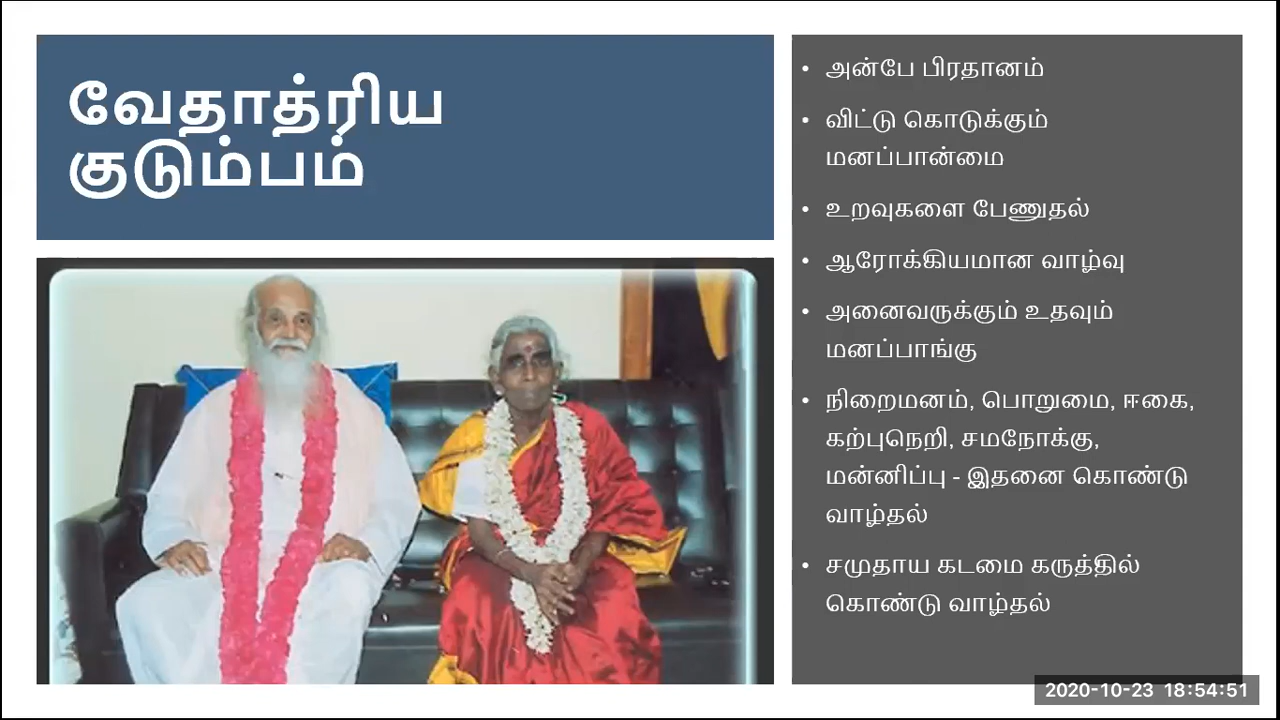 வேதாத்ரிய
குடும்பம்
• அன்பே பிரதானம்
• விட்டு கொடுக்கும்
மனப்பான்மை
• உறவுகளை பேணுதல்
• ஆரோக்கியமான வாழ்வு
• அனைவருக்கும் உதவும்
மனப்பாங்கு
• நிறைமனம், பொறுமை, ஈகை,
கற்புநெறி, சமநோக்கு,
மன்னிப்பு - இதனை கொண்டு
வாழ்தல்
• சமுதாய கடமை கருத்தில்
கொண்டு வாழ்தல்
2020-10-23 18:54:51